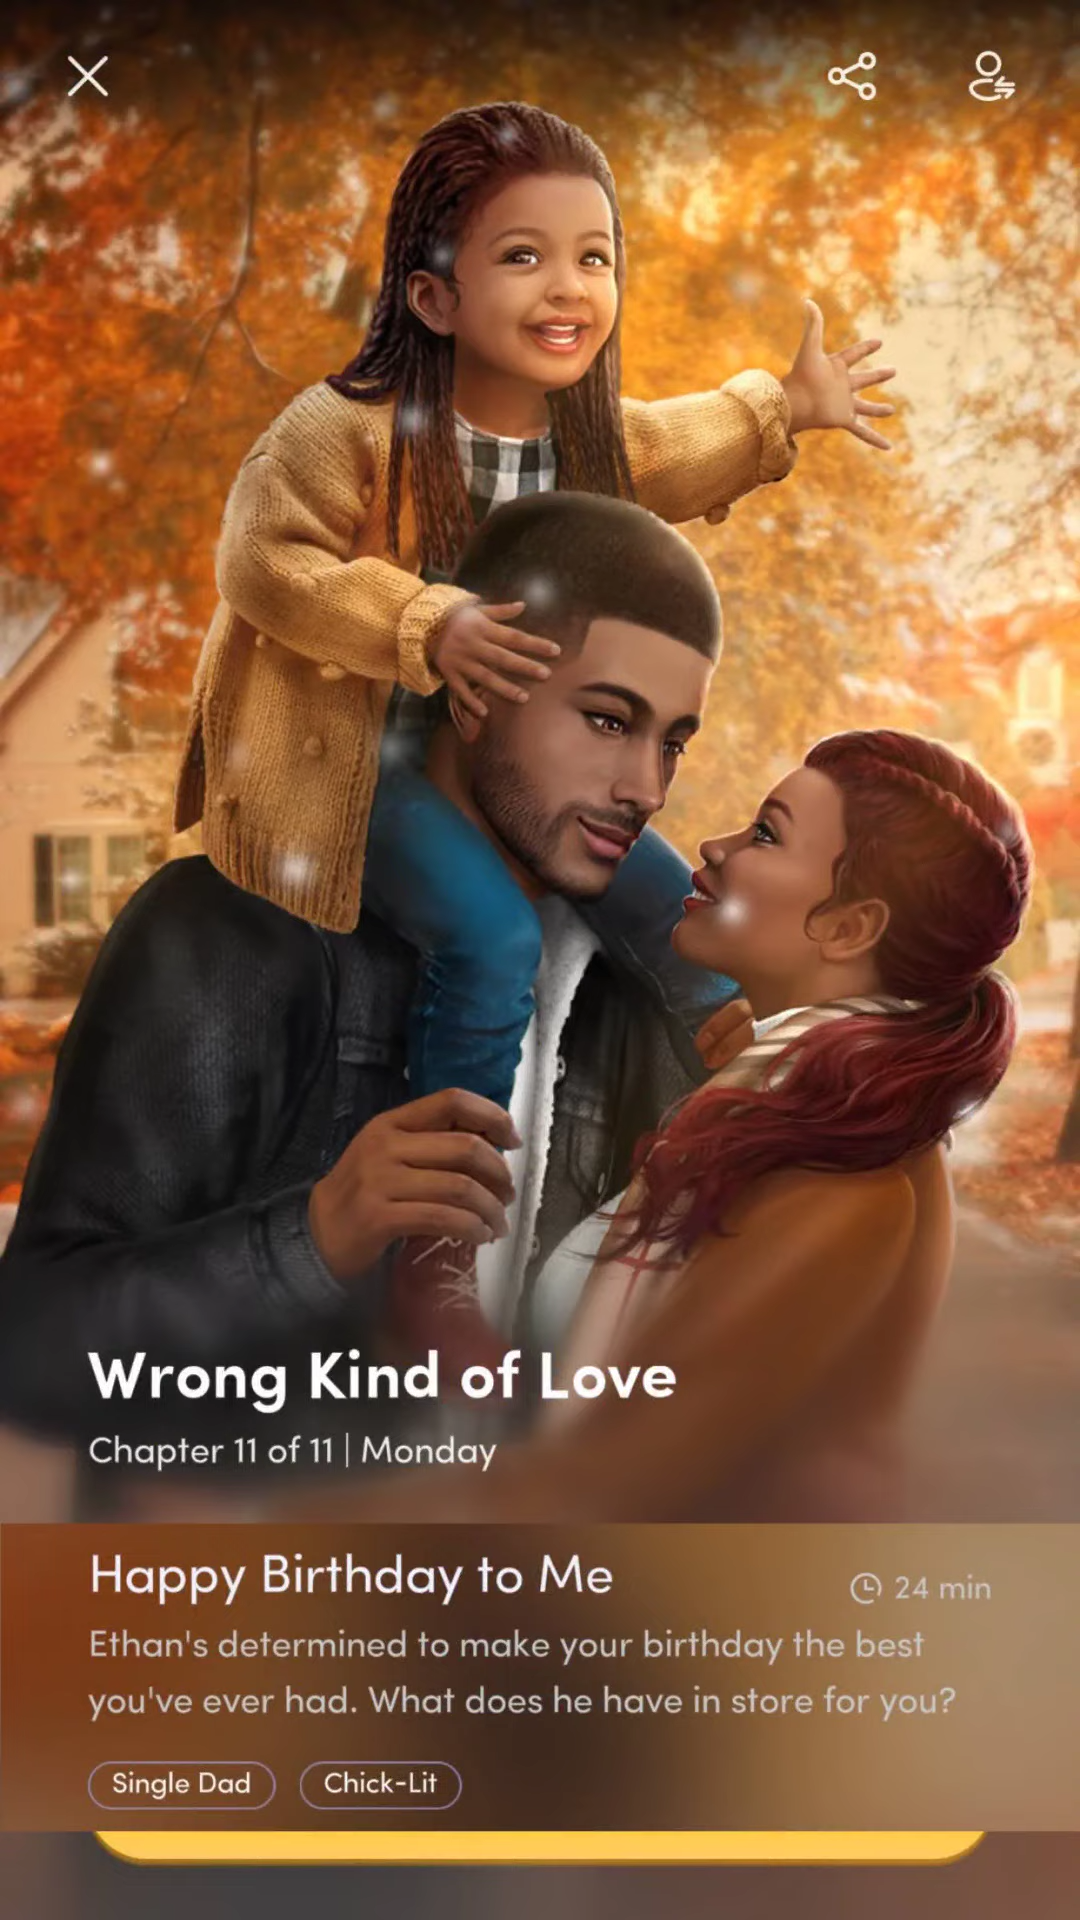 Wrong Kind of Love
Chapter 11 of 11 | Monday
Happy Birthday to Me
24 min
Ethan's determined to make your birthday the best
you've ever had. What does he have in store for you?
Single Dad
Chick-Lit